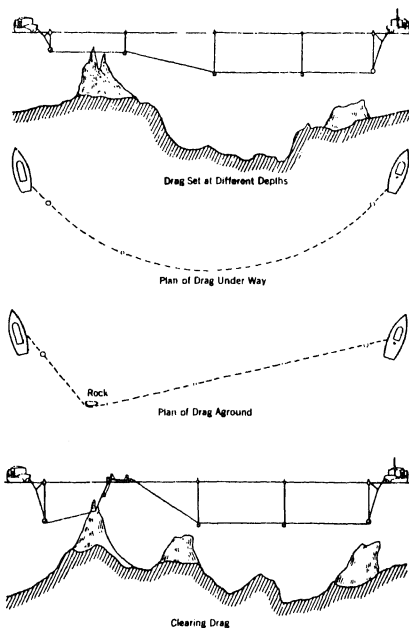 Drag Set at Different Depths
Plan of Drag Under Way
Rock
Plan of Drag Aground
Clearing Drag